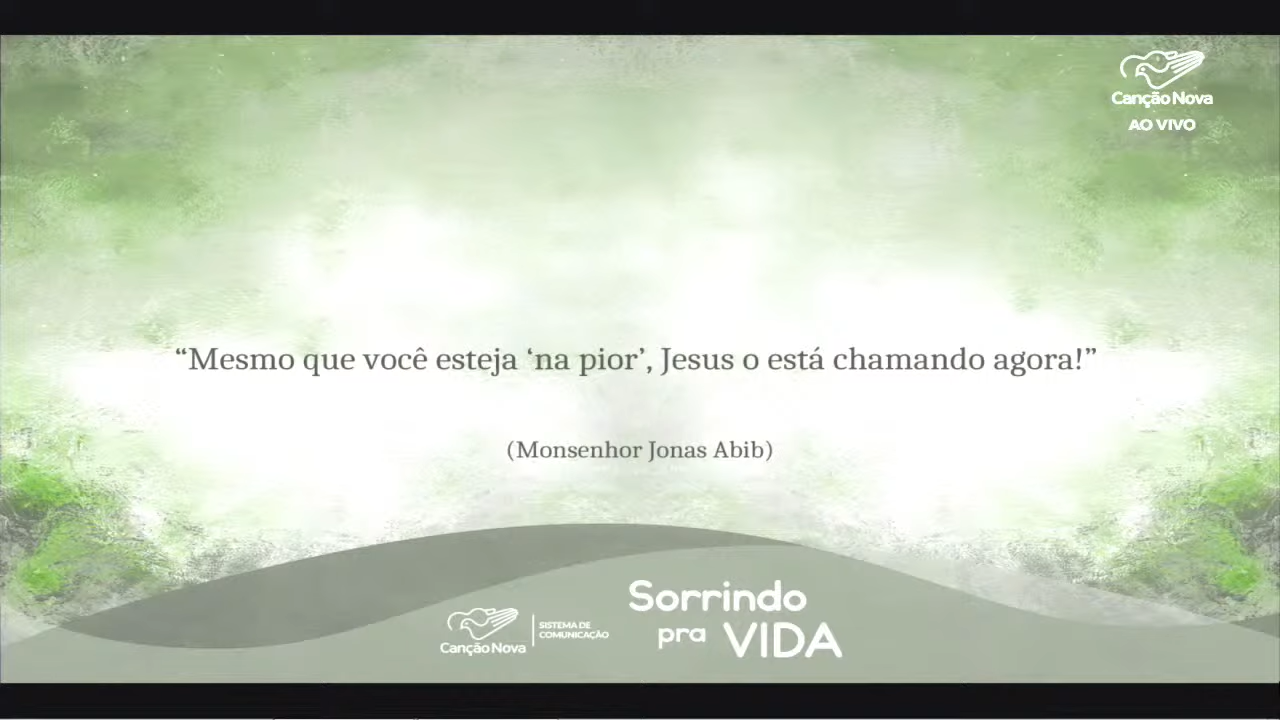 Canção Nova
AO VIVO
“Mesmo que você esteja ‘na pior’, Jesus o está chamando agora!”
(Monsenhor Jonas Abib)
Canção Nova
SISTEMA DE
COMUNICAÇÃO
Sorrindo
pra VIDA